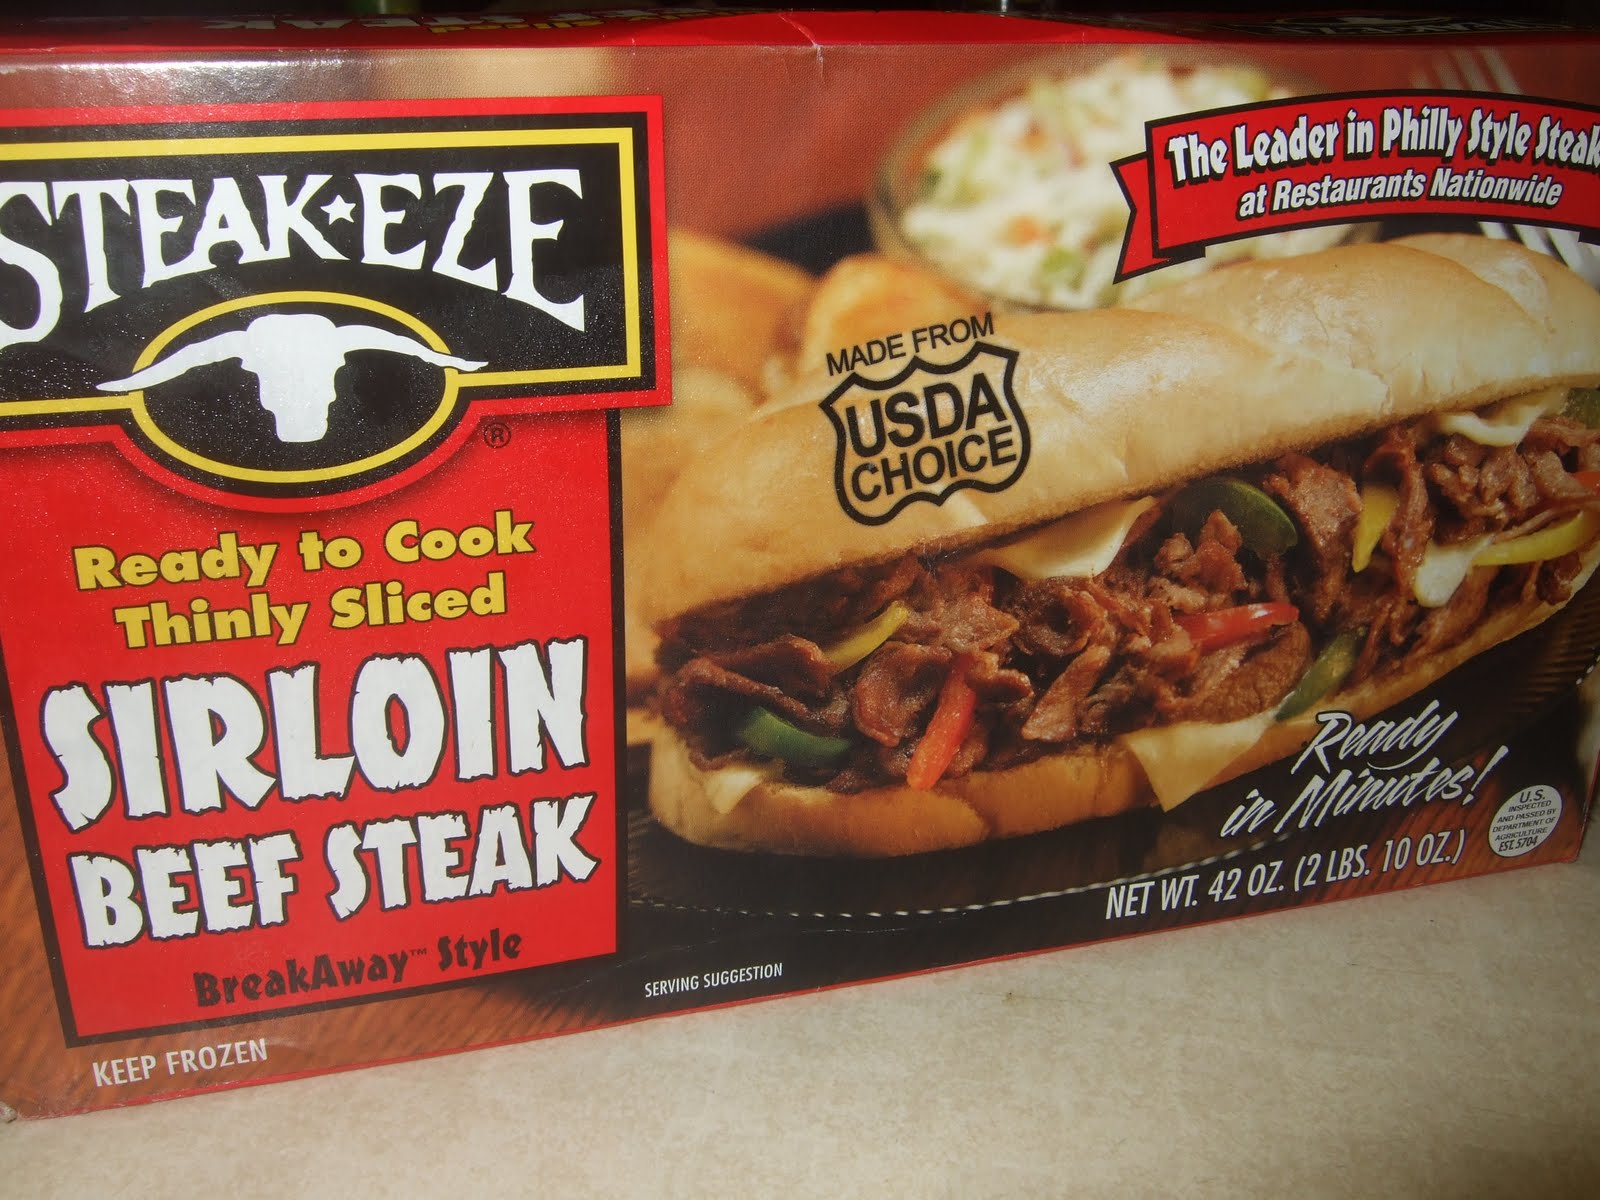 STEAK★EZE
®
Ready to Cook
Thinly Sliced
SIRLOIN
BEEF STEAK
BreakAway™ Style
KEEP FROZEN
The Leader in Philly Style Steak
at Restaurants Nationwide
MADE FROM
USDA
CHOICE
Ready
in Minutes!
U.S.
INSPECTED
AND PASSED BY
DEPARTMENT OF
AGRICULTURE
EST. 5704
NET WT. 42 OZ. (2 LBS. 10 OZ.)
SERVING SUGGESTION